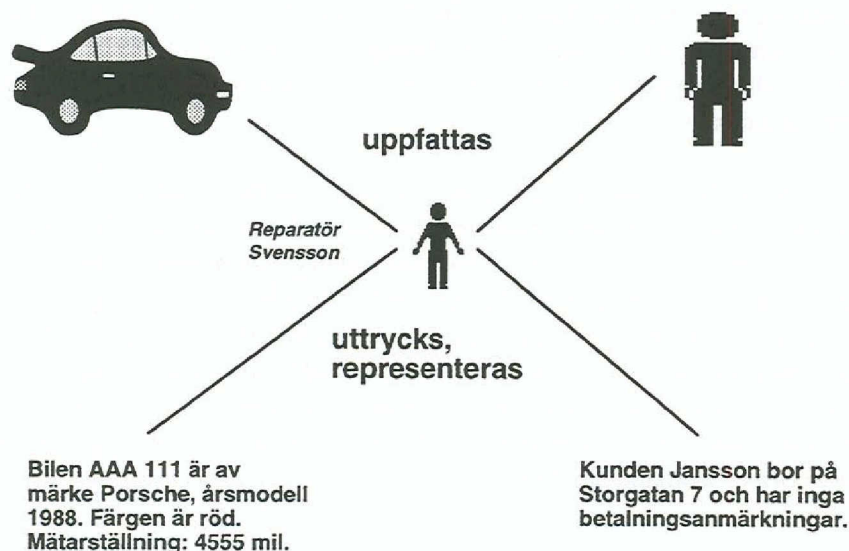 uppfattas
Reparatör
Svensson
uttrycks,
representeras
Bilen AAA 111 är av
märke Porsche, årsmodell
1988. Färgen är röd.
Mätarställning: 4555 mil.
Kunden Jansson bor på
Storgatan 7 och har inga
betalningsanmärkningar.